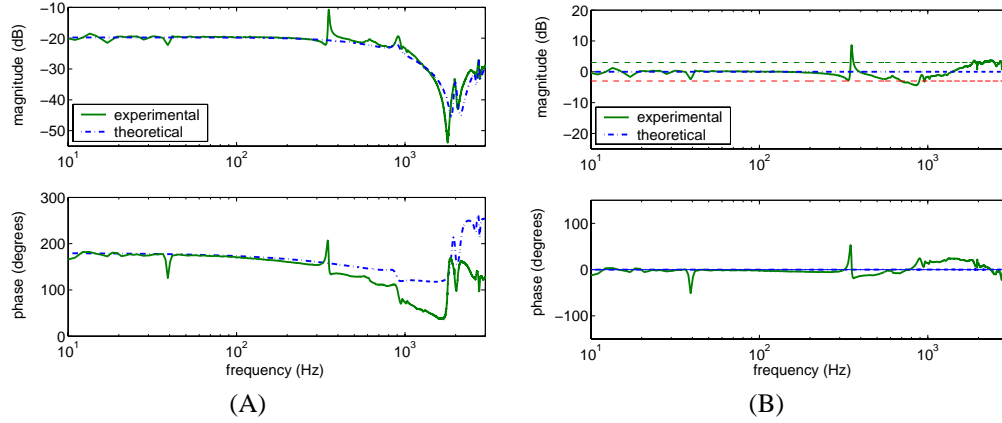 −10
−20
−30
−40
−50
magnitude (dB)
experimental
theoretical
10^1
10^2
10^3
300
200
100
0
phase (degrees)
10^1
10^2
10^3
frequency (Hz)
(A)
20
10
0
−10
−20
magnitude (dB)
experimental
theoretical
10^1
10^2
10^3
100
0
−100
phase (degrees)
10^1
10^2
10^3
frequency (Hz)
(B)